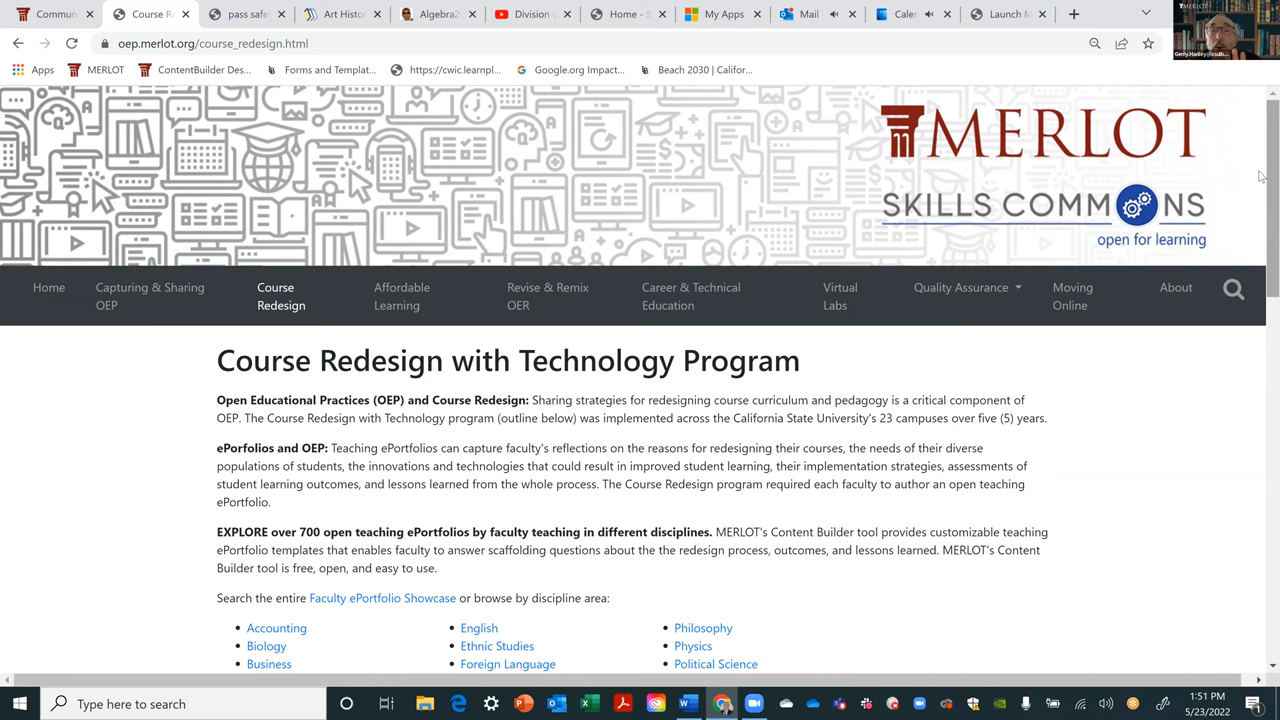 Commun
Course R
pass safe
Art Histo
Algebra2
Division o
Home - S
My Apps
Mail
Caler
Launch M
oep.merlot.org/course_redesign.html
Apps
MERLOT
ContentBuilder Des...
Forms and Templat...
https://cwic.learnpi...
Google.org Impact...
Beach 2030 | Califor...
MERLOT
Gerry.Hanley@csulb....
MERLOT
SKILLS COMMONS
open for learning
Home
Capturing & Sharing
OEP
Course
Redesign
Affordable
Learning
Revise & Remix
OER
Career & Technical
Education
Virtual
Labs
Quality Assurance
Moving
Online
About
Course Redesign with Technology Program
Open Educational Practices (OEP) and Course Redesign: Sharing strategies for redesigning course curriculum and pedagogy is a critical component of
OEP. The Course Redesign with Technology program (outline below) was implemented across the California State University's 23 campuses over five (5) years.
ePorfolios and OEP: Teaching ePortfolios can capture faculty's reflections on the reasons for redesigning their courses, the needs of their diverse
populations of students, the innovations and technologies that could result in improved student learning, their implementation strategies, assessments of
student learning outcomes, and lessons learned from the whole process. The Course Redesign program required each faculty to author an open teaching
ePortfolio.
EXPLORE over 700 open teaching ePortfolios by faculty teaching in different disciplines. MERLOT's Content Builder tool provides customizable teaching
ePortfolio templates that enables faculty to answer scaffolding questions about the the redesign process, outcomes, and lessons learned. MERLOT's Content
Builder tool is free, open, and easy to use.
Search the entire Faculty ePortfolio Showcase or browse by discipline area:
• Accounting
• Biology
• Business
• English
• Ethnic Studies
• Foreign Language
• Philosophy
• Physics
• Political Science
Type here to search
1:51 PM
5/23/2022
1